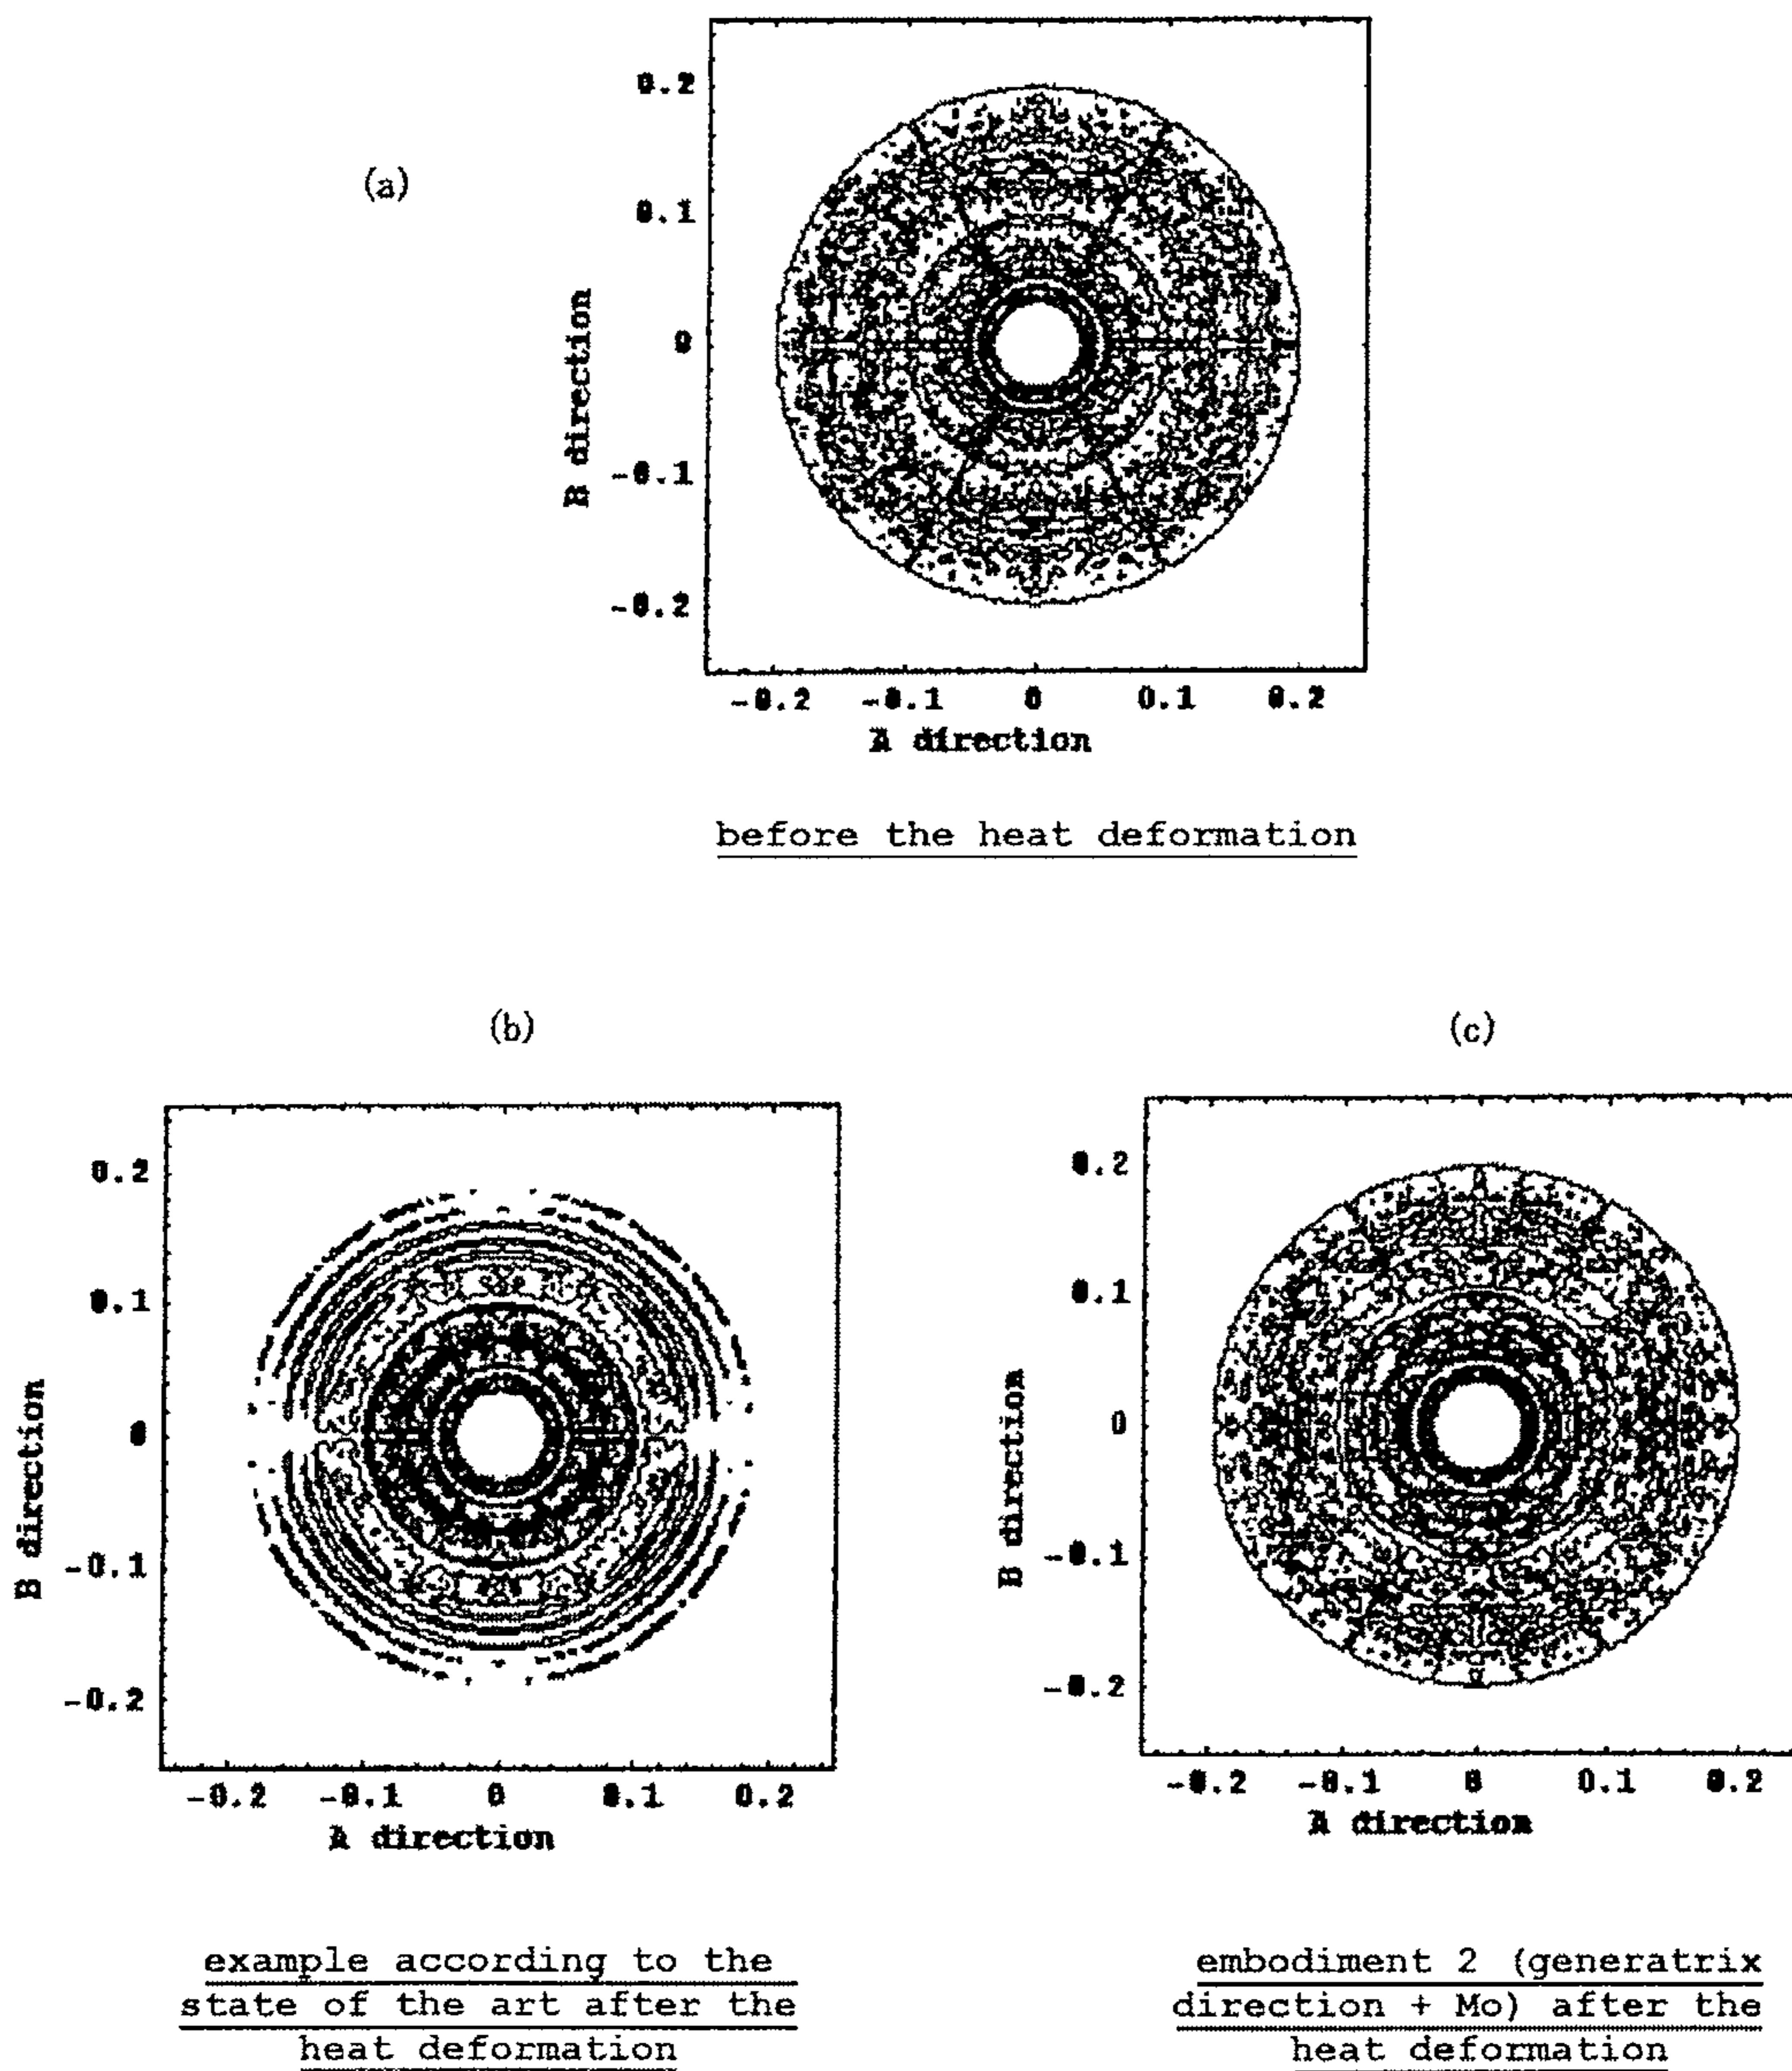 (a)
0.2
0.1
0
-0.1
-0.2
B direction
-0.2 -0.1 0 0.1 0.2
A direction
before the heat deformation
(b)
0.2
0.1
0
-0.1
-0.2
B direction
-0.2 -0.1 0 0.1 0.2
A direction
example according to the
state of the art after the
heat deformation
(c)
0.2
0.1
0
-0.1
-0.2
B direction
-0.2 -0.1 0 0.1 0.2
A direction
embodiment 2 (generatrix
direction + Mo) after the
heat deformation